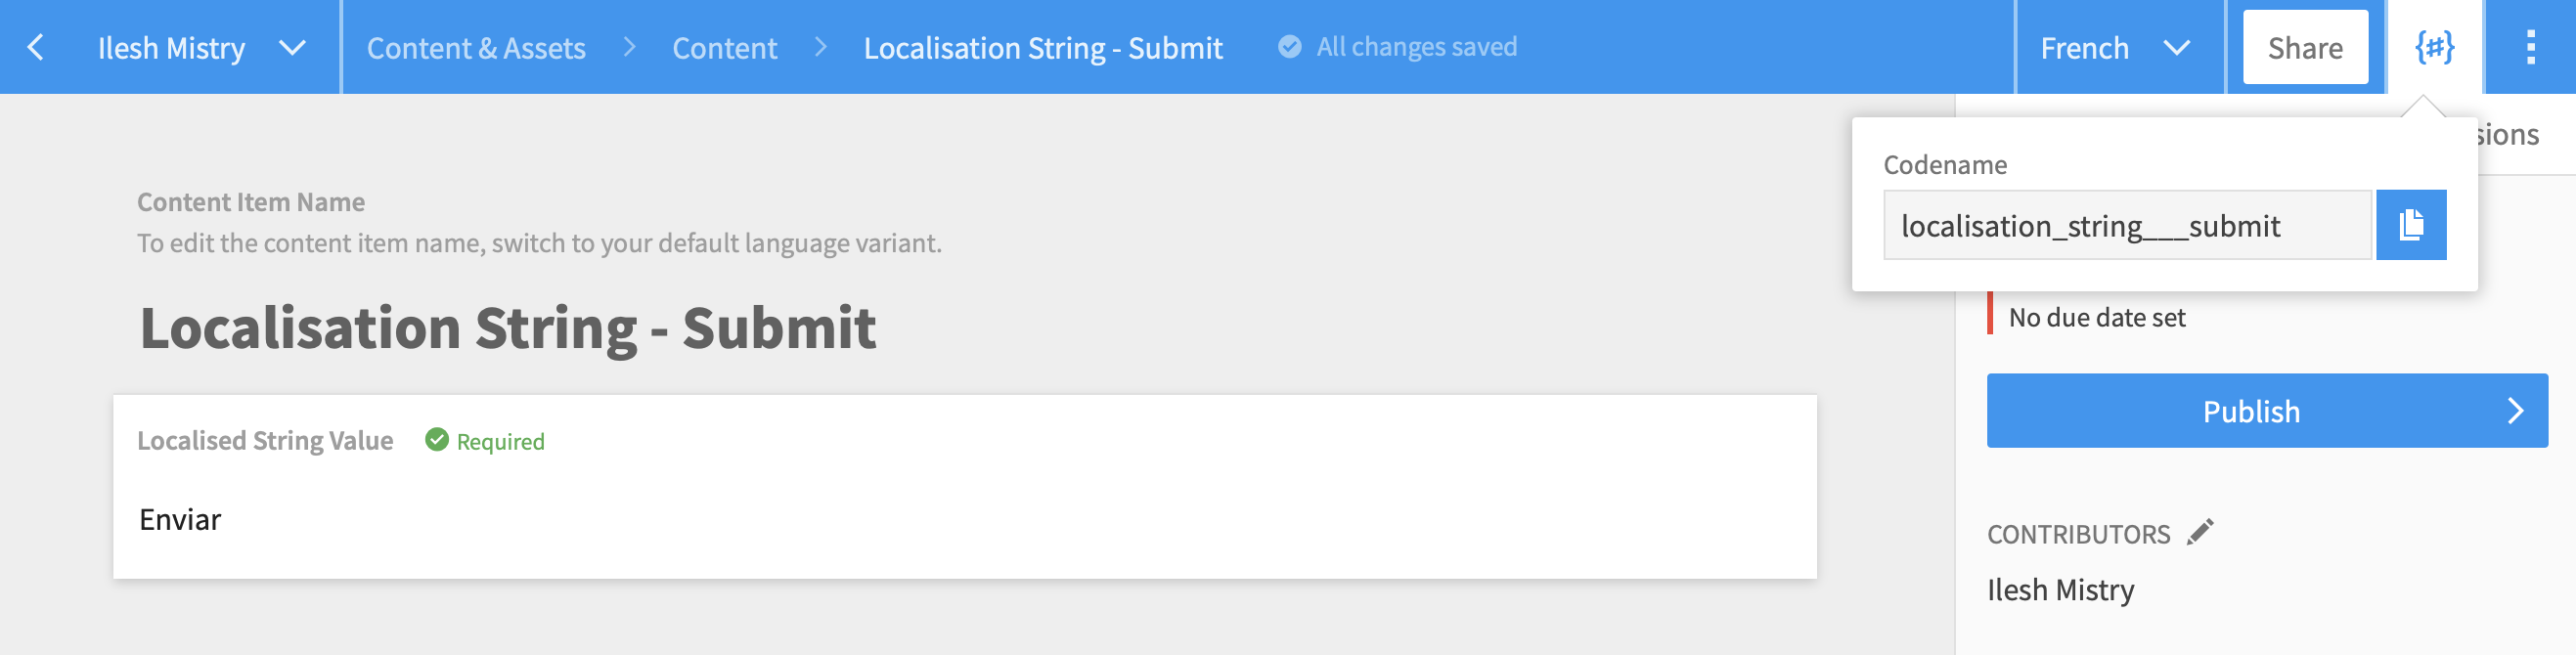 Ilesh Mistry
Content & Assets
Content
Localisation String - Submit
All changes saved
French
Share
{#}
Codename
localisation_string___submit
sions
Content Item Name
To edit the content item name, switch to your default language variant.
Localisation String - Submit
No due date set
Publish
Localised String Value
Required
Enviar
CONTRIBUTORS
Ilesh Mistry